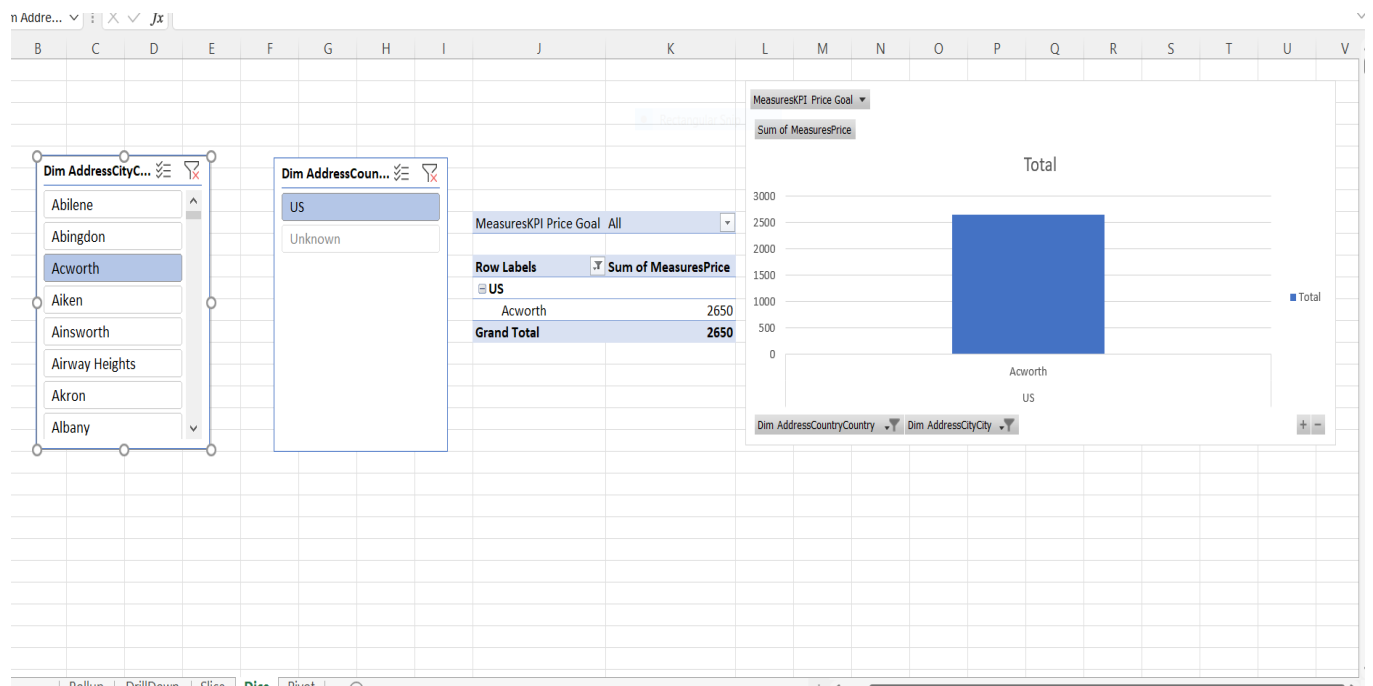 m Addre...
fx
B C D E F G H I J K L M N O P Q R S T U V
MeasuresKPI Price Goal
Sum of MeasuresPrice
Total
3000
2500
2000
1500
1000
500
0
Acworth
US
Total
Dim AddressCountryCountry Dim AddressCityCity
+ −
Dim AddressCityC...
Abilene
Abingdon
Acworth
Aiken
Ainsworth
Airway Heights
Akron
Albany
Dim AddressCoun...
US
Unknown
MeasuresKPI Price Goal All
Row Labels Sum of MeasuresPrice
US
Acworth 2650
Grand Total 2650
Rollup DrillDown Slice Dice Pivot